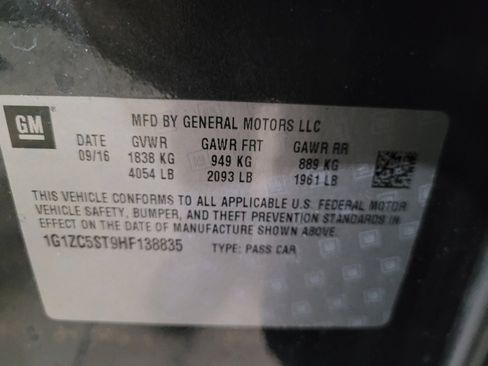 GM
MFD BY GENERAL MOTORS LLC
DATE GVWR GAWR FRT GAWR RR
09/16 1838 KG 949 KG 889 KG
4054 LB 2093 LB 1961 LB
THIS VEHICLE CONFORMS TO ALL APPLICABLE U.S. FEDERAL MOTOR
VEHICLE SAFETY, BUMPER, AND THEFT PREVENTION STANDARDS IN
EFFECT ON THE DATE OF MANUFACTURE SHOWN ABOVE.
1G1ZC5ST9HF138835 TYPE: PASS CAR